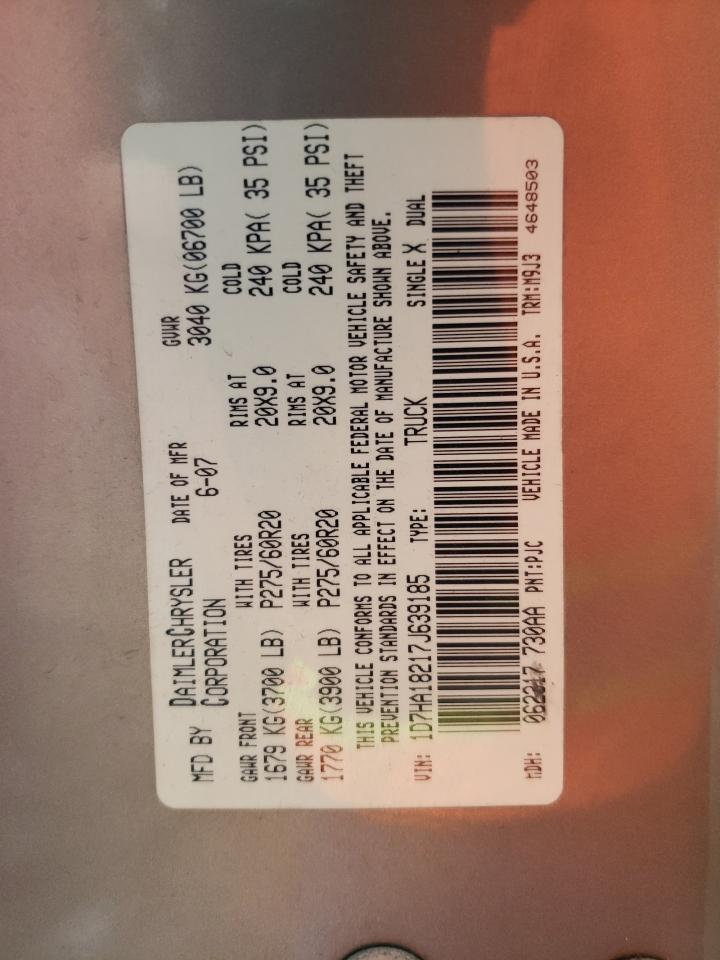 MFD BY DAIMLERCHRYSLER DATE OF MFR GVWR
CORPORATION 6-07 3040 KG(06700 LB)
GAWR FRONT WITH TIRES RIMS AT COLD
1679 KG(3700 LB) P275/60R20 20X9.0 240 KPA( 35 PSI)
GAWR REAR WITH TIRES RIMS AT COLD
1770 KG(3900 LB) P275/60R20 20X9.0 240 KPA( 35 PSI)
THIS VEHICLE CONFORMS TO ALL APPLICABLE FEDERAL MOTOR VEHICLE SAFETY AND THEFT
PREVENTION STANDARDS IN EFFECT ON THE DATE OF MANUFACTURE SHOWN ABOVE.
VIN: 1D7HA18217J639185 TYPE: TRUCK SINGLE X DUAL
MDH: 062217 730AA PNT:PJC VEHICLE MADE IN U.S.A. TRM:M9J3 4648503